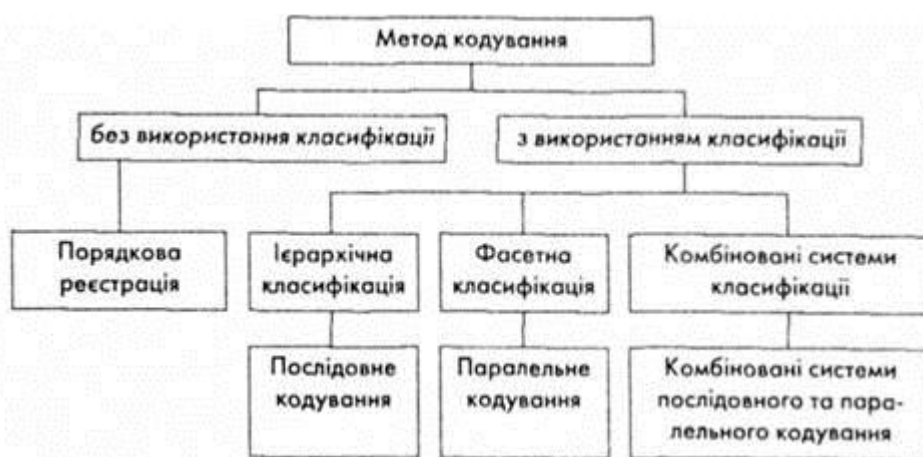 Метод кодування
без використання класифікації
з використанням класифікації
Порядкова
реєстрація
Ієрархічна
класифікація
Фасетна
класифікація
Комбіновані системи
класифікації
Послідовне
кодування
Паралельне
кодування
Комбіновані системи
послідовного та пара-
лельного кодування